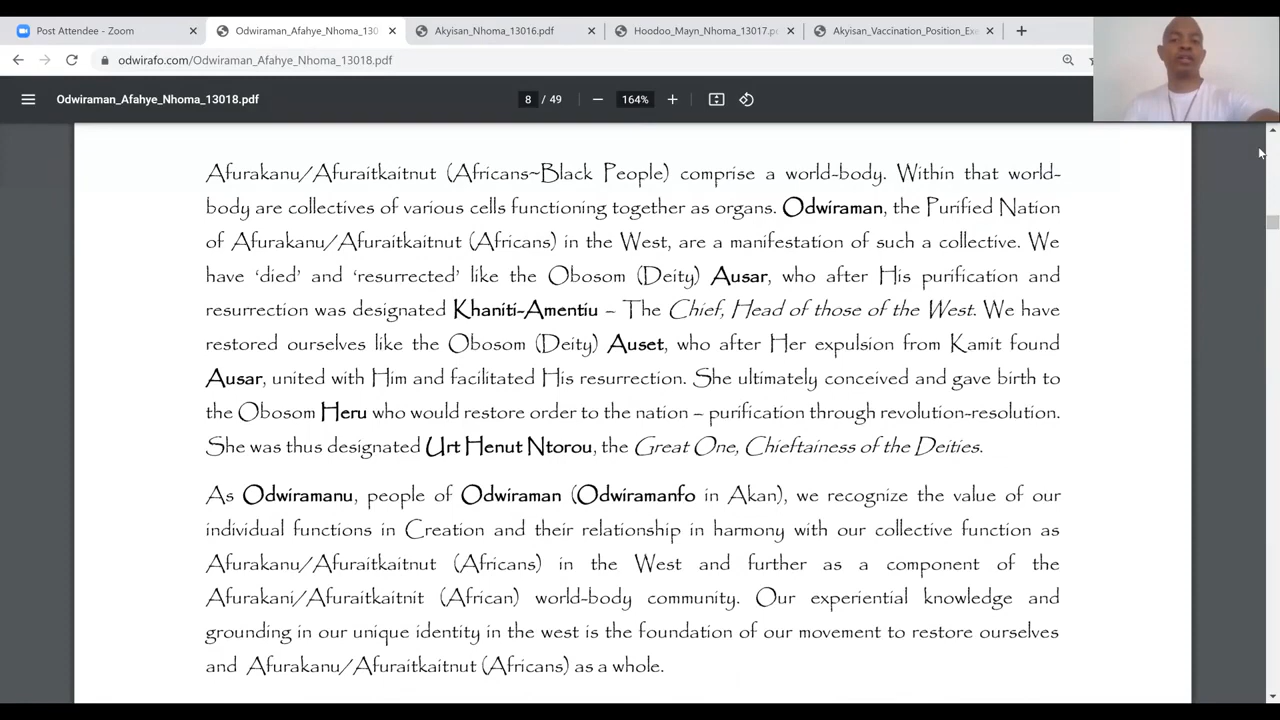 Post Attendee - Zoom
Odwiraman_Afahye_Nhoma_130
Akyisan_Nhoma_13016.pdf
Hoodoo_Mayn_Nhoma_13017.pc
Akyisan_Vaccination_Position_Exe
odwirafo.com/Odwiraman_Afahye_Nhoma_13018.pdf
Odwiraman_Afahye_Nhoma_13018.pdf
8 / 49
164%
Afurakanu/Afuraitkaitnut (Africans~Black People) comprise a world-body. Within that world-
body are collectives of various cells functioning together as organs. Odwiraman, the Purified Nation
of Afurakanu/Afuraitkaitnut (Africans) in the West, are a manifestation of such a collective. We
have ‘died’ and ‘resurrected’ like the Obosom (Deity) Ausar, who after His purification and
resurrection was designated Khaniti-Amentiu – The Chief, Head of those of the West. We have
restored ourselves like the Obosom (Deity) Auset, who after Her expulsion from Kamit found
Ausar, united with Him and facilitated His resurrection. She ultimately conceived and gave birth to
the Obosom Heru who would restore order to the nation – purification through revolution-resolution.
She was thus designated Urt Henut Ntorou, the Great One, Chieftainess of the Deities.
As Odwiramanu, people of Odwiraman (Odwiramanfo in Akan), we recognize the value of our
individual functions in Creation and their relationship in harmony with our collective function as
Afurakanu/Afuraitkaitnut (Africans) in the West and further as a component of the
Afurakani/Afuraitkaitnit (African) world-body community. Our experiential knowledge and
grounding in our unique identity in the west is the foundation of our movement to restore ourselves
and Afurakanu/Afuraitkaitnut (Africans) as a whole.